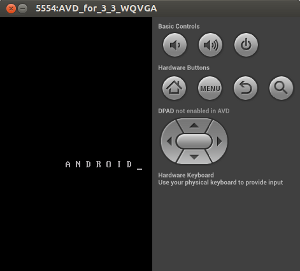 5554:AVD_for_3_3_WQVGA
Basic Controls
Hardware Buttons
MENU
DPAD not enabled in AVD
ANDROID_
Hardware Keyboard
Use your physical keyboard to provide input